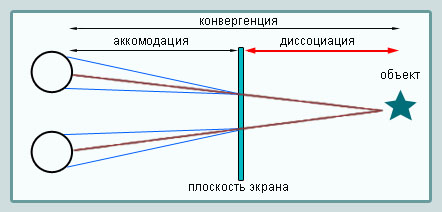 конвергенция
аккомодация
диссоциация
объект
плоскость экрана